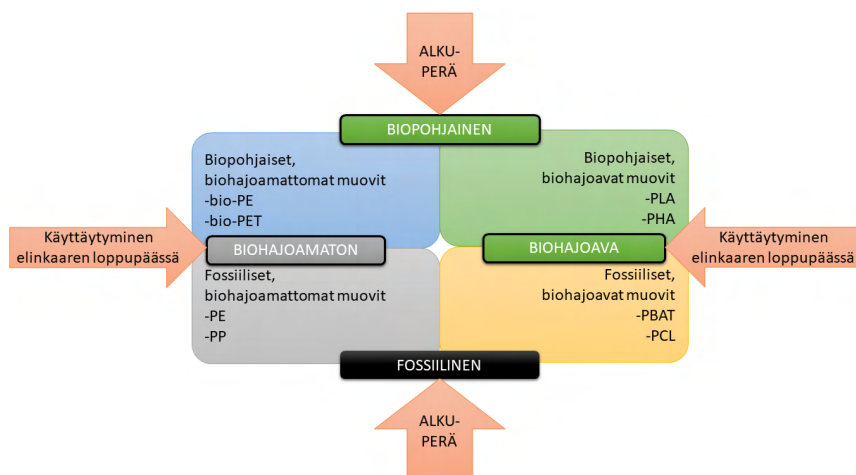 ALKU-
PERÄ
BIOPOHJAINEN
Biopohjaiset,
biohajoamattomat muovit
-bio-PE
-bio-PET
Biopohjaiset,
biohajoavat muovit
-PLA
-PHA
Käyttäytyminen
elinkaaren loppupäässä
BIOHAJOAMATON
BIOHAJOAVA
Käyttäytyminen
elinkaaren loppupäässä
Fossiiliset,
biohajoamattomat muovit
-PE
-PP
Fossiiliset,
biohajoavat muovit
-PBAT
-PCL
FOSSIILINEN
ALKU-
PERÄ